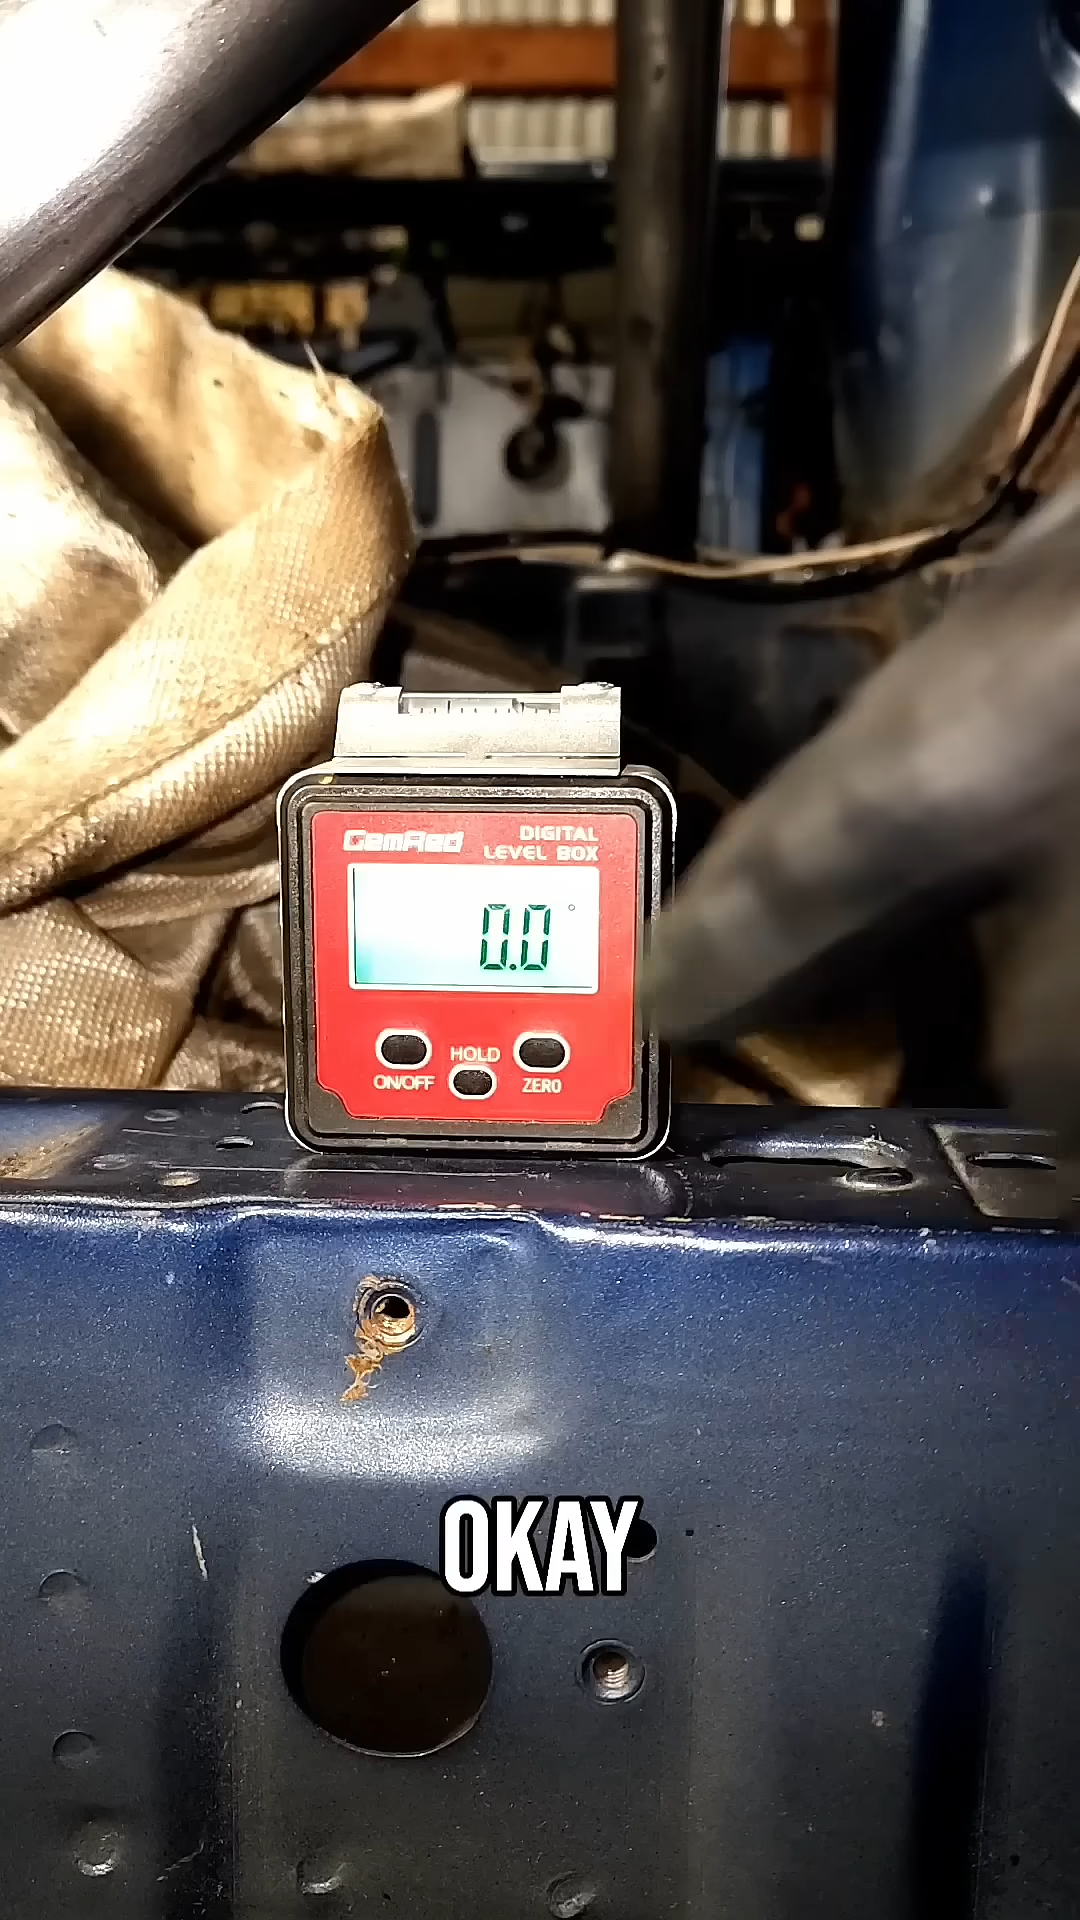 GemRed
DIGITAL
LEVEL BOX
0.0°
HOLD
ON/OFF
ZERO
OKAY